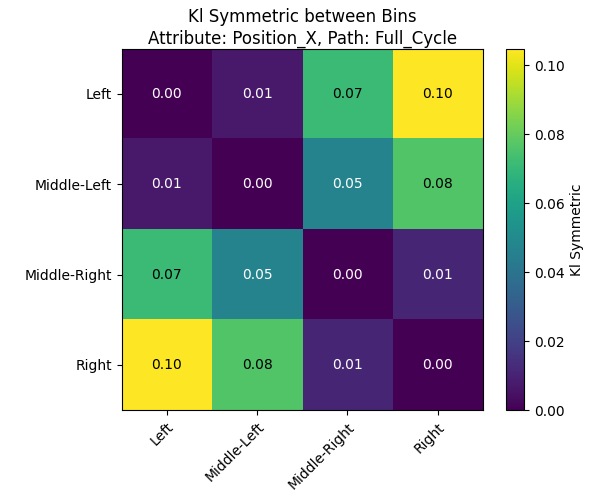 Kl Symmetric between Bins
Attribute: Position_X, Path: Full_Cycle
Left 0.00 0.01 0.07 0.10
Middle-Left 0.01 0.00 0.05 0.08
Middle-Right 0.07 0.05 0.00 0.01
Right 0.10 0.08 0.01 0.00
Left
Middle-Left
Middle-Right
Right
0.10
0.08
0.06
0.04
0.02
0.00
Kl Symmetric